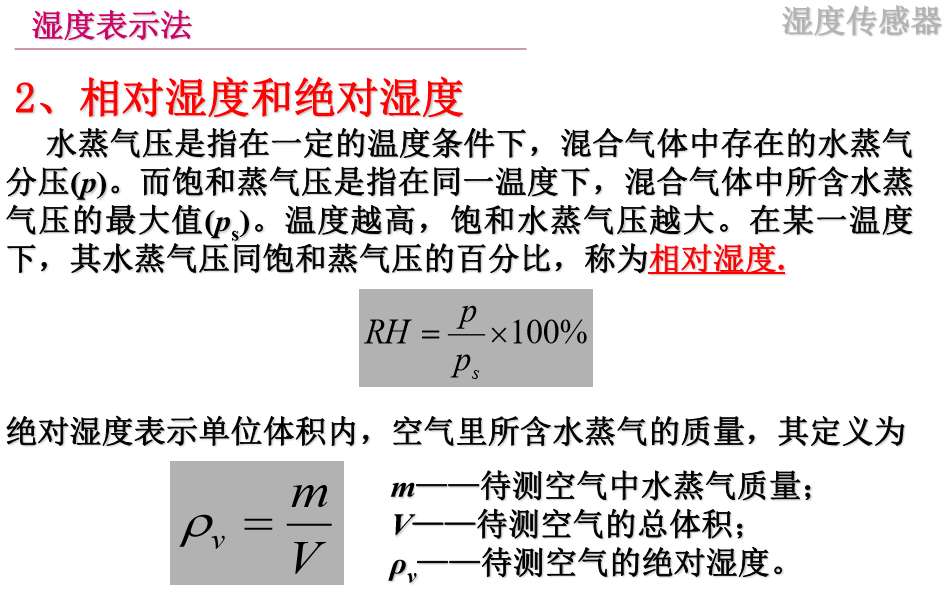 湿度表示法
湿度传感器
2、相对湿度和绝对湿度
水蒸气压是指在一定的温度条件下，混合气体中存在的水蒸气
分压(p)。而饱和蒸气压是指在同一温度下，混合气体中所含水蒸
气压的最大值(pₛ)。温度越高，饱和水蒸气压越大。在某一温度
下，其水蒸气压同饱和蒸气压的百分比，称为相对湿度.
RH = p/pₛ ×100%
绝对湿度表示单位体积内，空气里所含水蒸气的质量，其定义为
ρᵥ = m/V
m——待测空气中水蒸气质量；
V——待测空气的总体积；
ρᵥ——待测空气的绝对湿度。